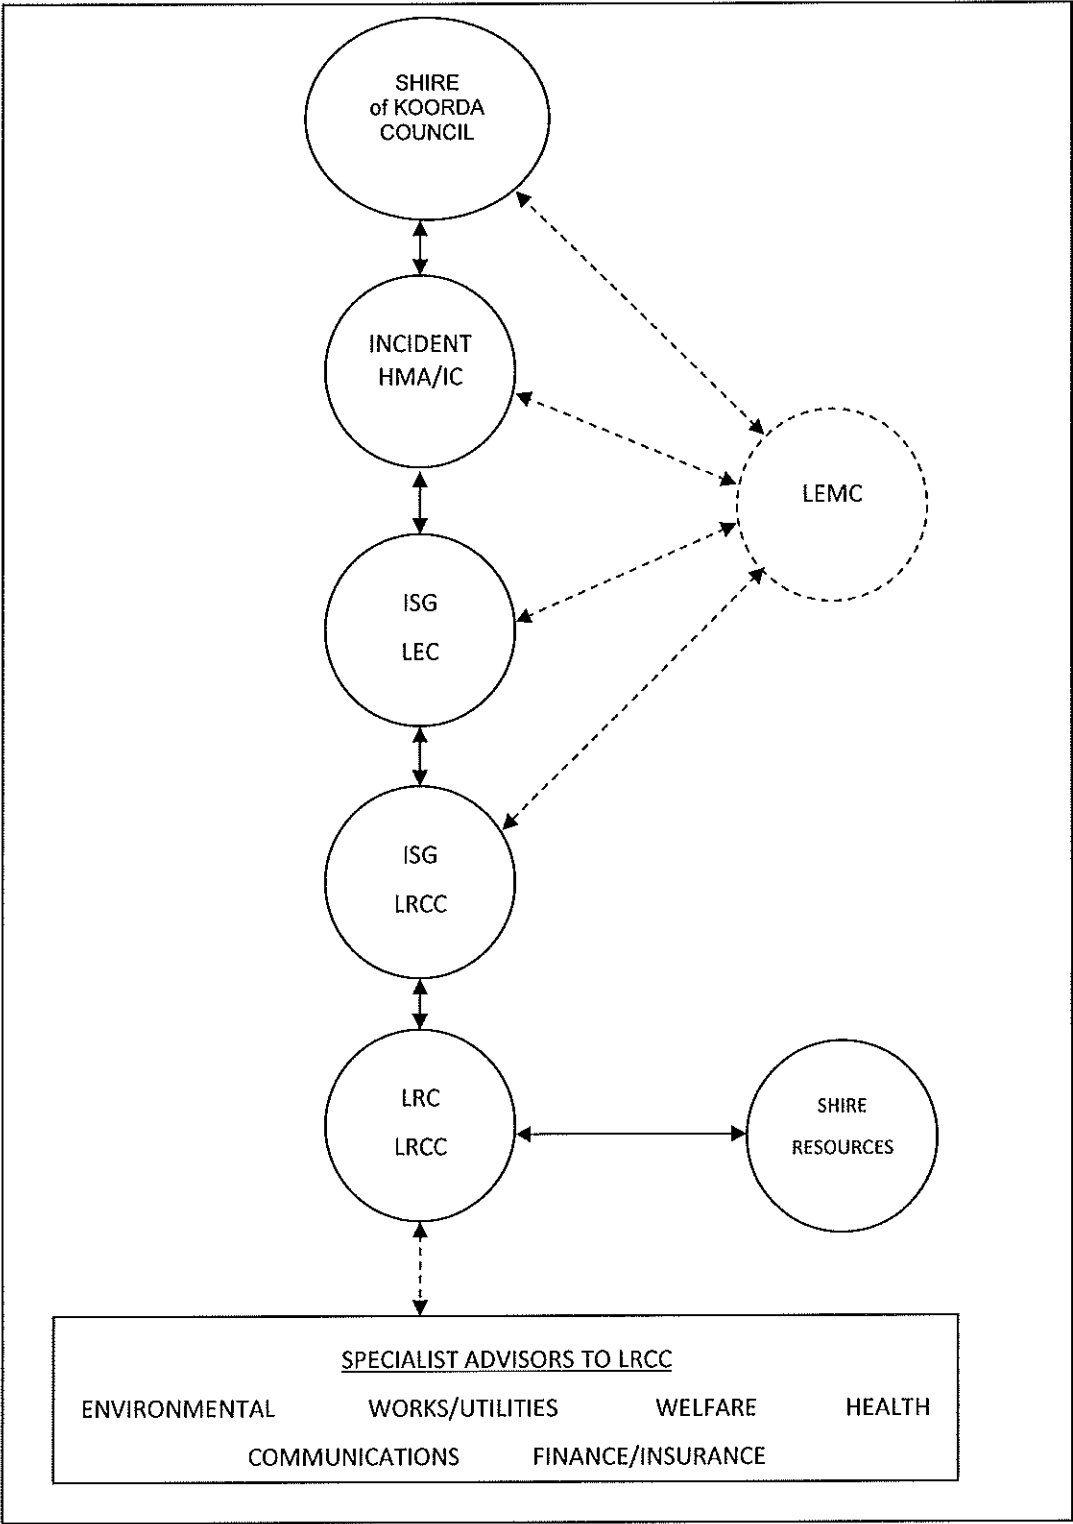 SHIRE
of KOORDA
COUNCIL
INCIDENT
HMA/IC
LEMC
ISG
LEC
ISG
LRCC
LRC
LRCC
SHIRE
RESOURCES
SPECIALIST ADVISORS TO LRCC
ENVIRONMENTAL WORKS/UTILITIES WELFARE HEALTH
COMMUNICATIONS FINANCE/INSURANCE